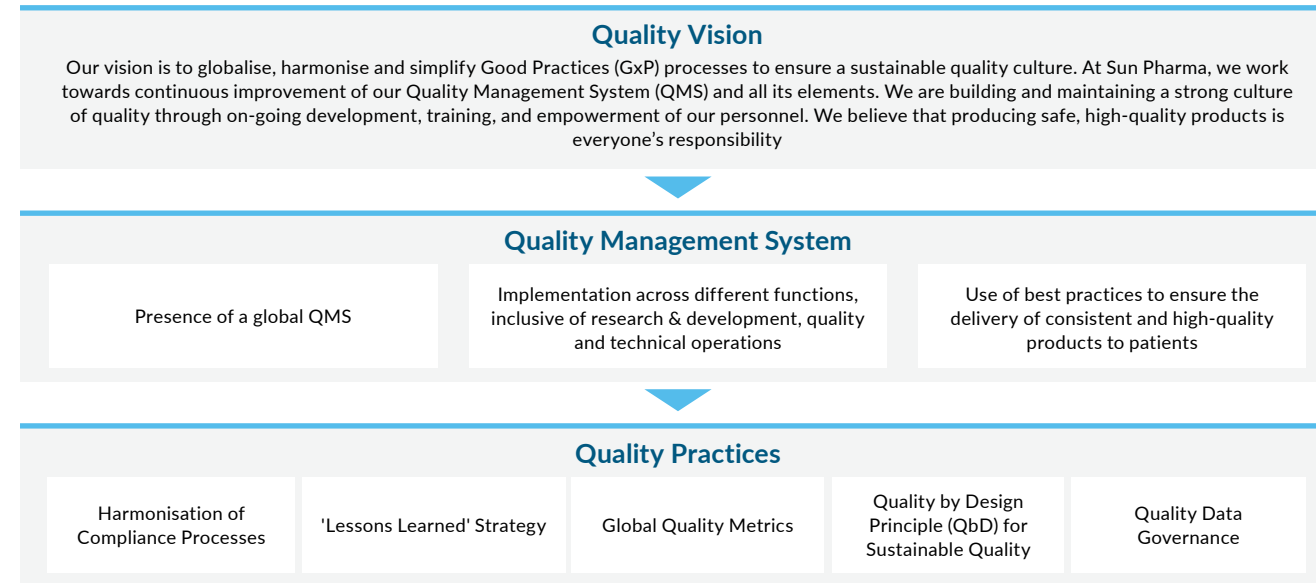 Quality Vision
Our vision is to globalise, harmonise and simplify Good Practices (GxP) processes to ensure a sustainable quality culture. At Sun Pharma, we work
towards continuous improvement of our Quality Management System (QMS) and all its elements. We are building and maintaining a strong culture
of quality through on-going development, training, and empowerment of our personnel. We believe that producing safe, high-quality products is
everyone’s responsibility
Quality Management System
Presence of a global QMS
Implementation across different functions,
inclusive of research & development, quality
and technical operations
Use of best practices to ensure the
delivery of consistent and high-quality
products to patients
Quality Practices
Harmonisation of
Compliance Processes
'Lessons Learned' Strategy
Global Quality Metrics
Quality by Design
Principle (QbD) for
Sustainable Quality
Quality Data
Governance